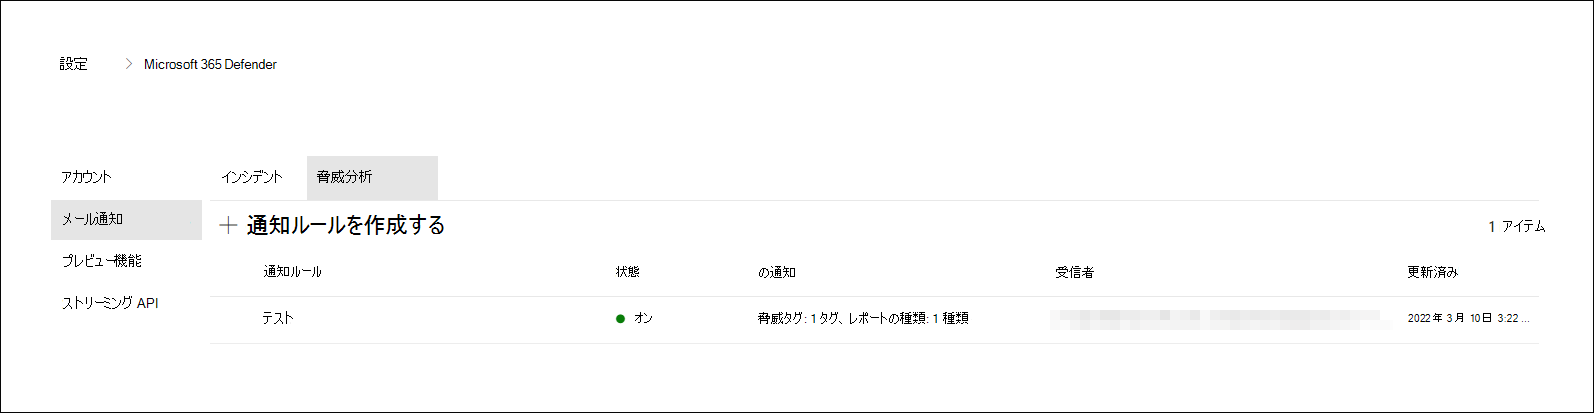 設定 > Microsoft 365 Defender
アカウント
メール通知
プレビュー機能
ストリーミング API
インシデント 脅威分析
+ 通知ルールを作成する
1 アイテム
通知ルール 状態 の通知 受信者 更新済み
テスト オン 脅威タグ: 1 タグ、レポートの種類: 1 種類 2022 年 3 月 10 日 3:22 ...